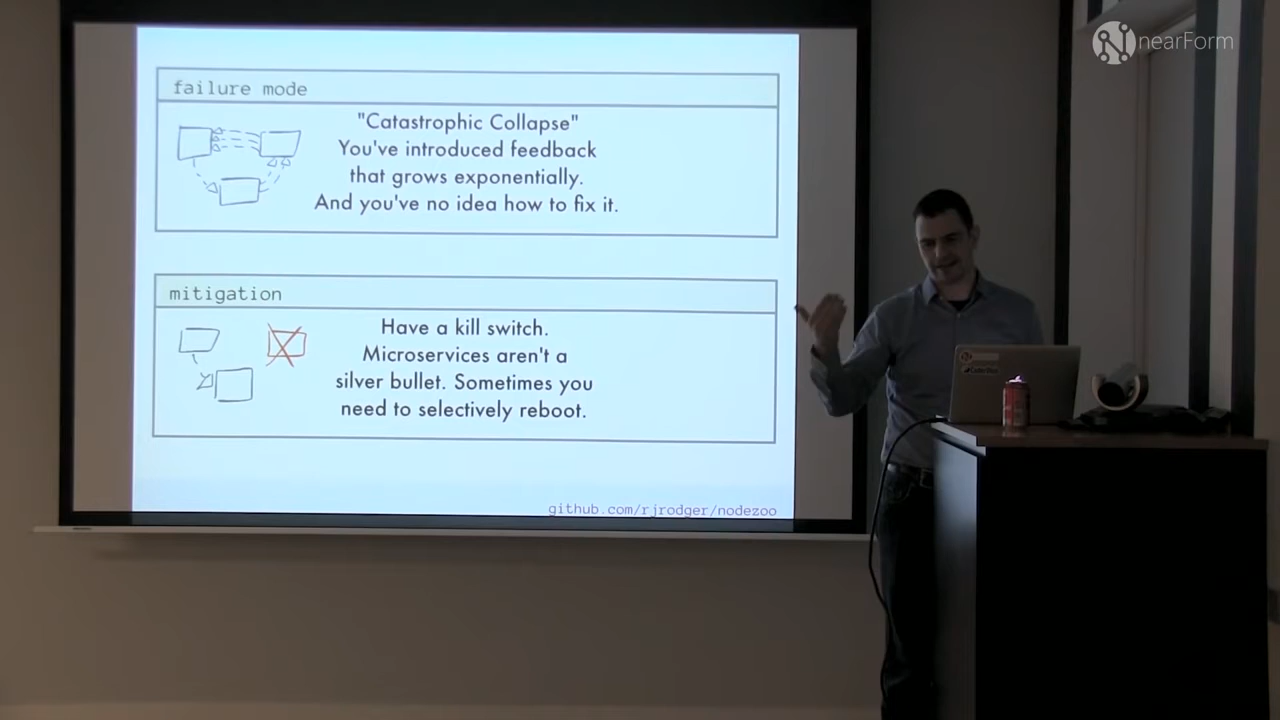 nearForm
failure mode
"Catastrophic Collapse"
You've introduced feedback
that grows exponentially.
And you've no idea how to fix it.
mitigation
Have a kill switch.
Microservices aren't a
silver bullet. Sometimes you
need to selectively reboot.
github.com/rjrodger/nodezoo